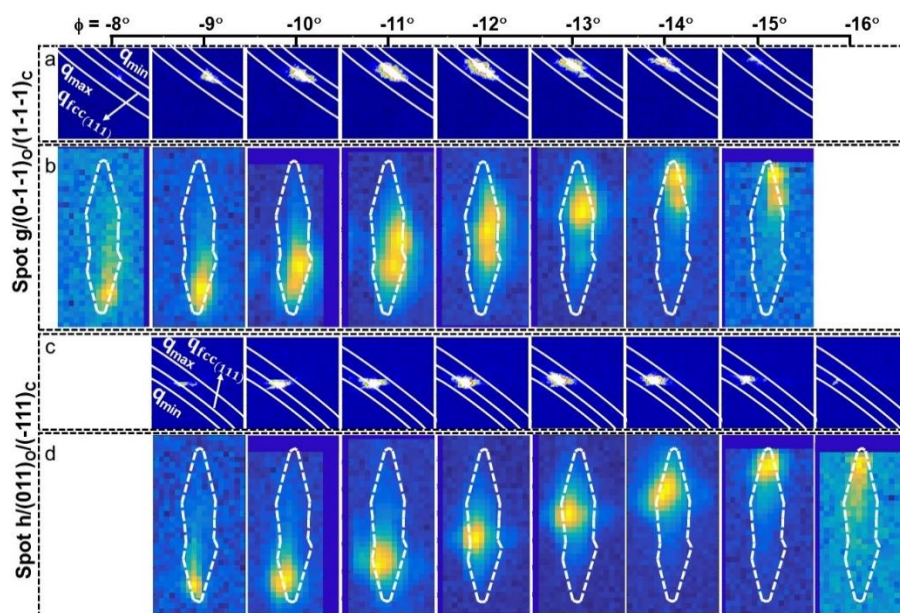 ϕ = -8° -9° -10° -11° -12° -13° -14° -15° -16°
a
qmin
qmax
qfcc(111)
Spot g/(0-1-1)O/(1-1-1)C
b
c
qmax
qfcc(111)
qmin
Spot h/(011)O/(-111)C
d